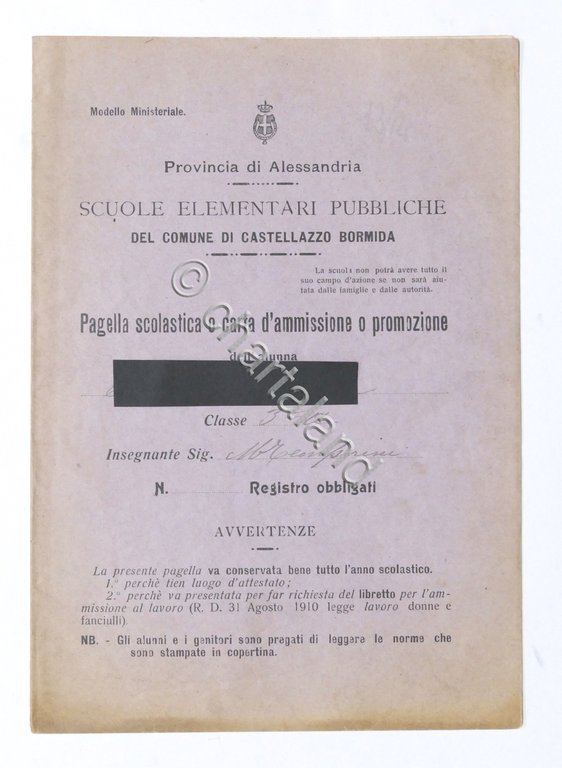 Modello Ministeriale.
Provincia di Alessandria
SCUOLE ELEMENTARI PUBBLICHE
DEL COMUNE DI CASTELLAZZO BORMIDA
La scuola non potrà avere tutto il
suo campo d'azione se non sarà aiu-
tata dalle famiglie e dalle autorità.
Pagella scolastica o carta d'ammissione o promozione
dell'alunna
Classe 3
Insegnante Sig.
N. Registro obbligati
AVVERTENZE
La presente pagella va conservata bene tutto l'anno scolastico.
1.° perchè tien luogo d'attestato;
2.° perchè va presentata per far richiesta del libretto per l'am-
missione al lavoro (R. D. 31 Agosto 1910 legge lavoro donne e
fanciulli).
NB. - Gli alunni e i genitori sono pregati di leggere le norme che
sono stampate in copertina.
© chartaland